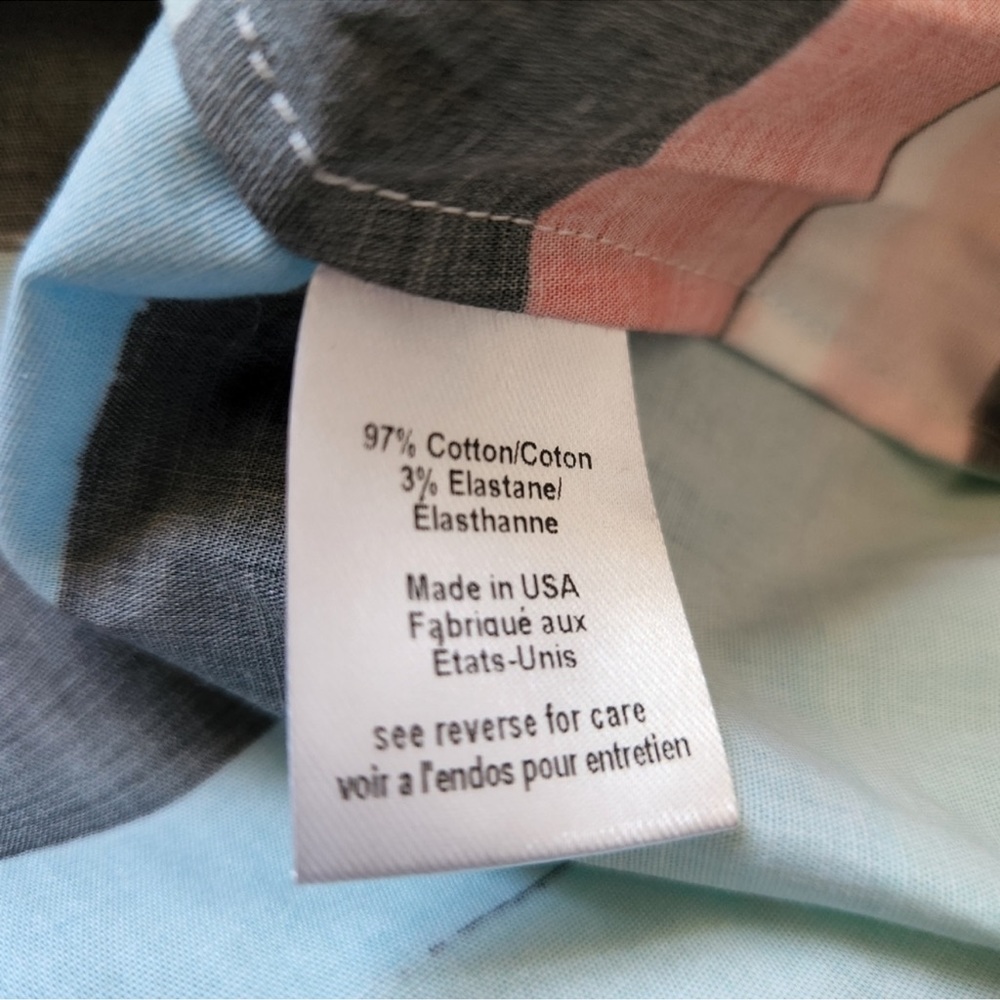 97% Cotton/Coton
3% Elastane/
Élasthanne
Made in USA
Fabriqué aux
États-Unis
see reverse for care
voir a l'endos pour entretien